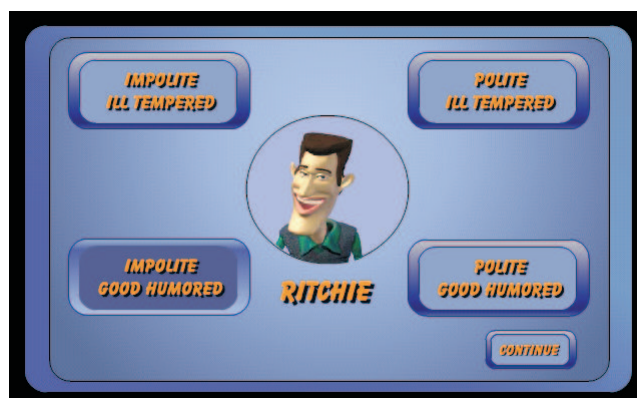 IMPOLITE
ILL TEMPERED
POLITE
ILL TEMPERED
IMPOLITE
GOOD HUMORED
RITCHIE
POLITE
GOOD HUMORED
CONTINUE